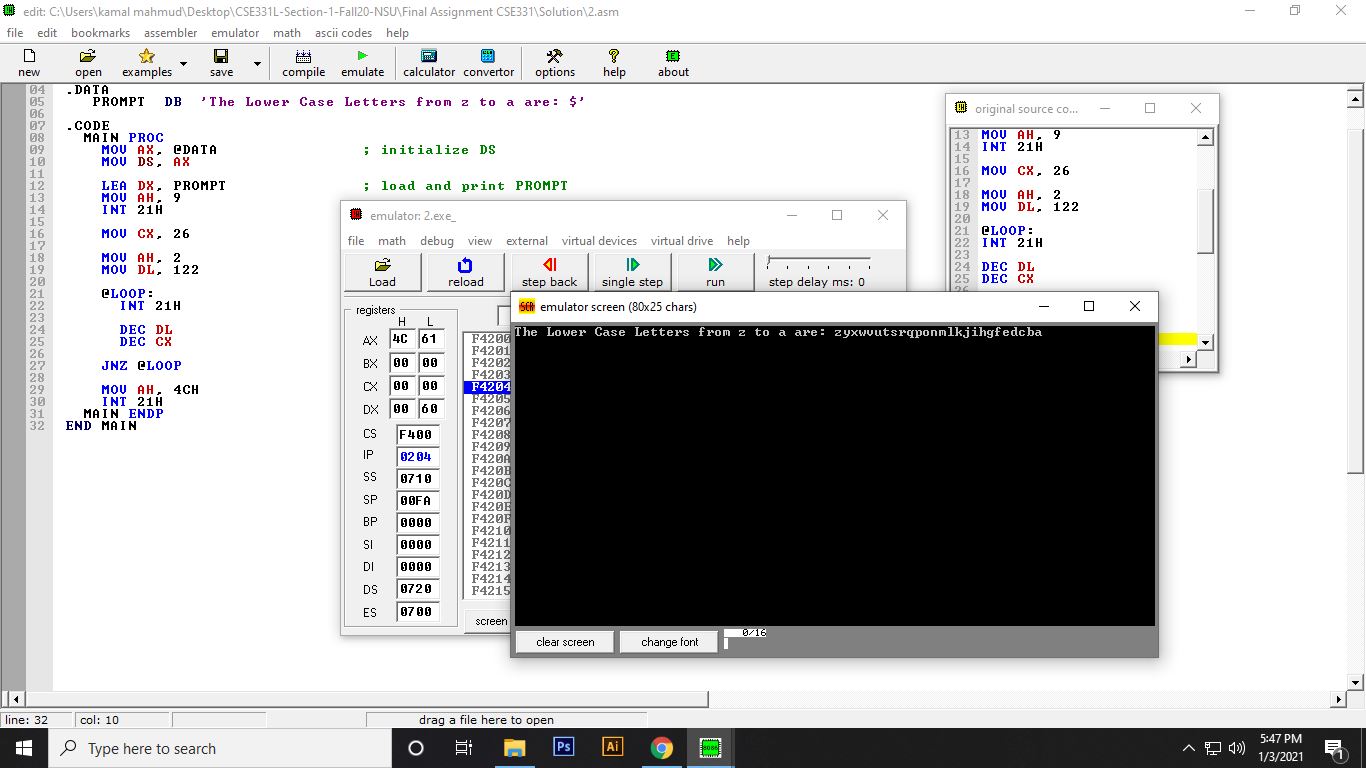 edit: C:\Users\kamal mahmud\Desktop\CSE331L-Section-1-Fall20-NSU\Final Assignment CSE331\Solution\2.asm
file edit bookmarks assembler emulator math ascii codes help
new open examples save compile emulate calculator convertor options help about
04 .DATA
05 PROMPT DB 'The Lower Case Letters from z to a are: $'
06
07 .CODE
08 MAIN PROC
09 MOV AX, @DATA ; initialize DS
10 MOV DS, AX
11
12 LEA DX, PROMPT ; load and print PROMPT
13 MOV AH, 9
14 INT 21H
15
16 MOV CX, 26
17
18 MOV AH, 2
19 MOV DL, 122
20
21 @LOOP:
22 INT 21H
23
24 DEC DL
25 DEC CX
26
27 JNZ @LOOP
28
29 MOV AH, 4CH
30 INT 21H
31 MAIN ENDP
32 END MAIN
original source co...
13 MOV AH, 9
14 INT 21H
15
16 MOV CX, 26
17
18 MOV AH, 2
19 MOV DL, 122
20
21 @LOOP:
22 INT 21H
23
24 DEC DL
25 DEC CX
emulator: 2.exe_
file math debug view external virtual devices virtual drive help
Load reload step back single step run step delay ms: 0
registers
H L
AX 4C 61
BX 00 00
CX 00 00
DX 00 60
CS F400
IP 0204
SS 0710
SP 00FA
BP 0000
SI 0000
DI 0000
DS 0720
ES 0700
F4200
F4201
F4202
F4203
F4204
F4205
F4206
F4207
F4208
F4209
F420A
F420B
F420C
F420D
F420E
F420F
F4210
F4211
F4212
F4213
F4214
F4215
screen
emulator screen (80x25 chars)
The Lower Case Letters from z to a are: zyxwvutsrqponmlkjihgfedcba
clear screen change font 0/16
line: 32 col: 10 drag a file here to open
Type here to search
Ps
Ai
8086
5:47 PM
1/3/2021
1